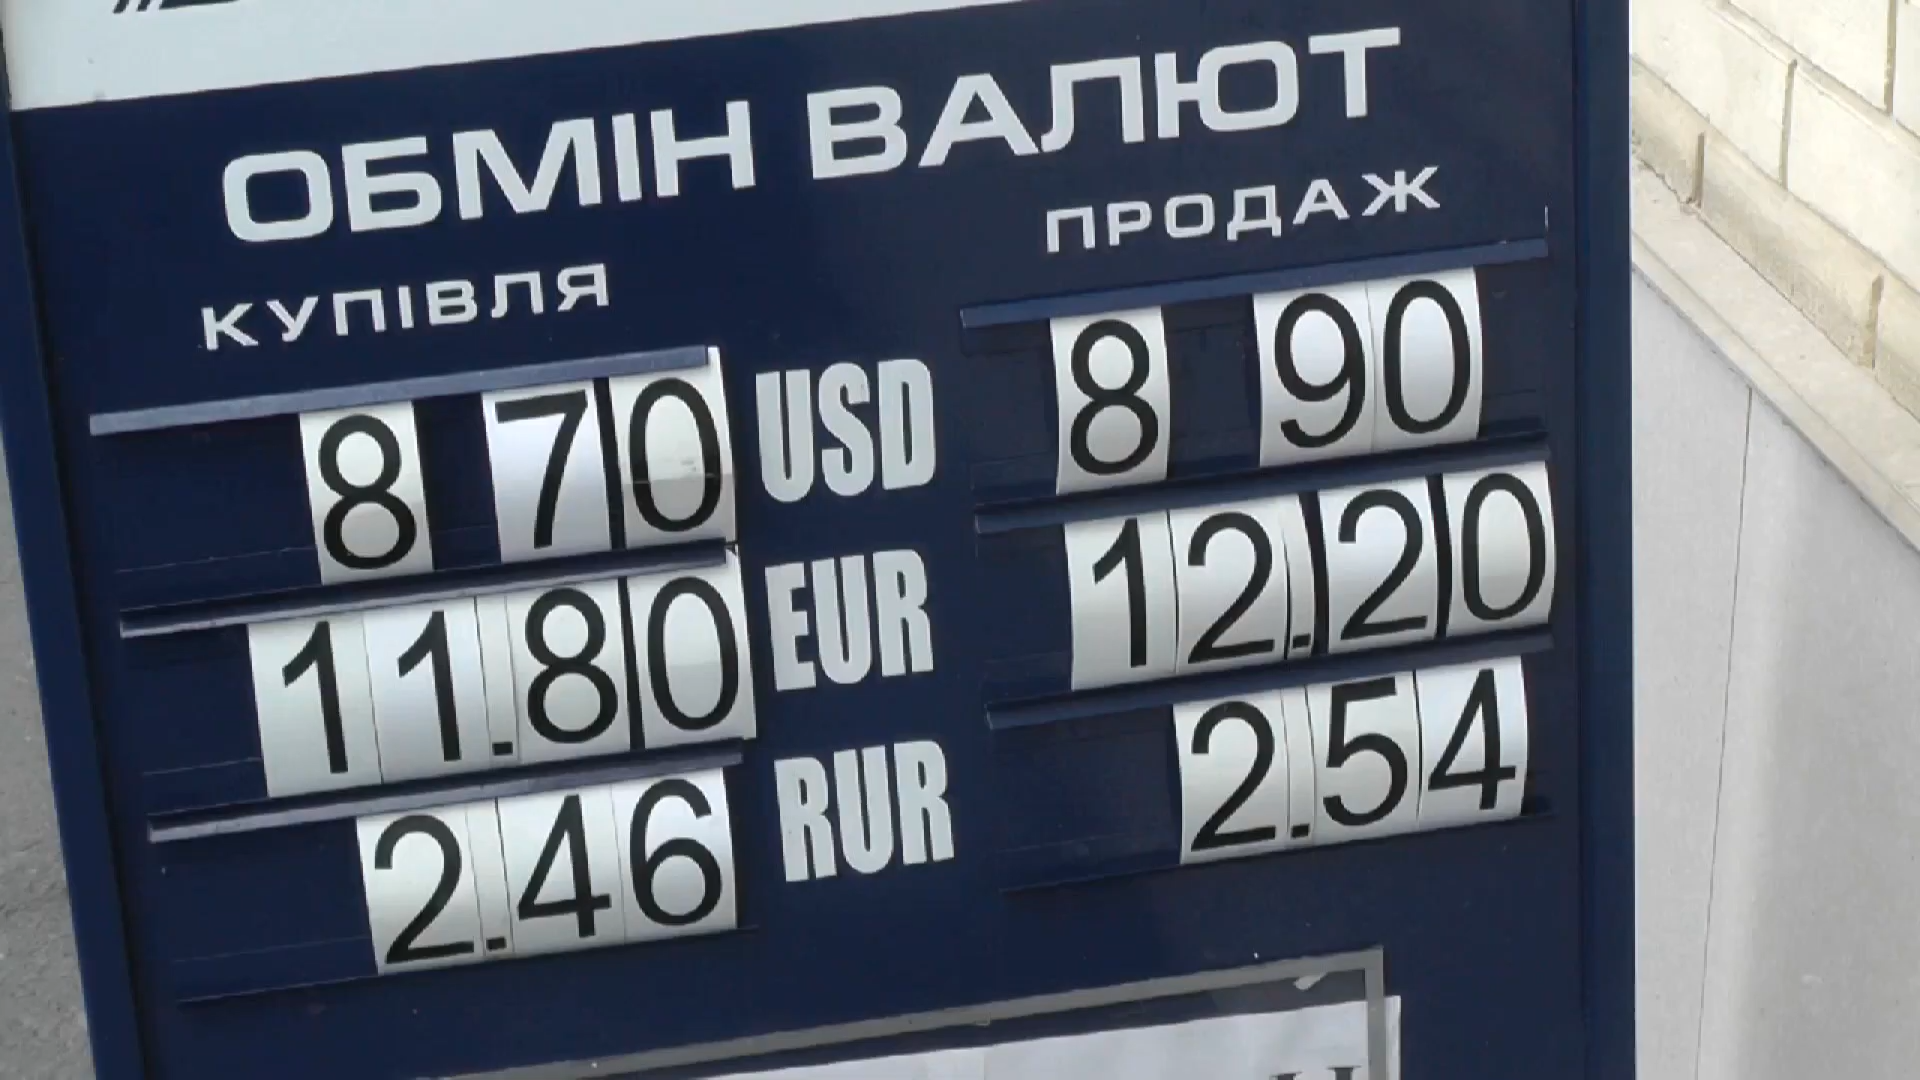 ОБМІН ВАЛЮТ
КУПІВЛЯ ПРОДАЖ
8 70 USD 8 90
11.80 EUR 12.20
2.46 RUR 2.54